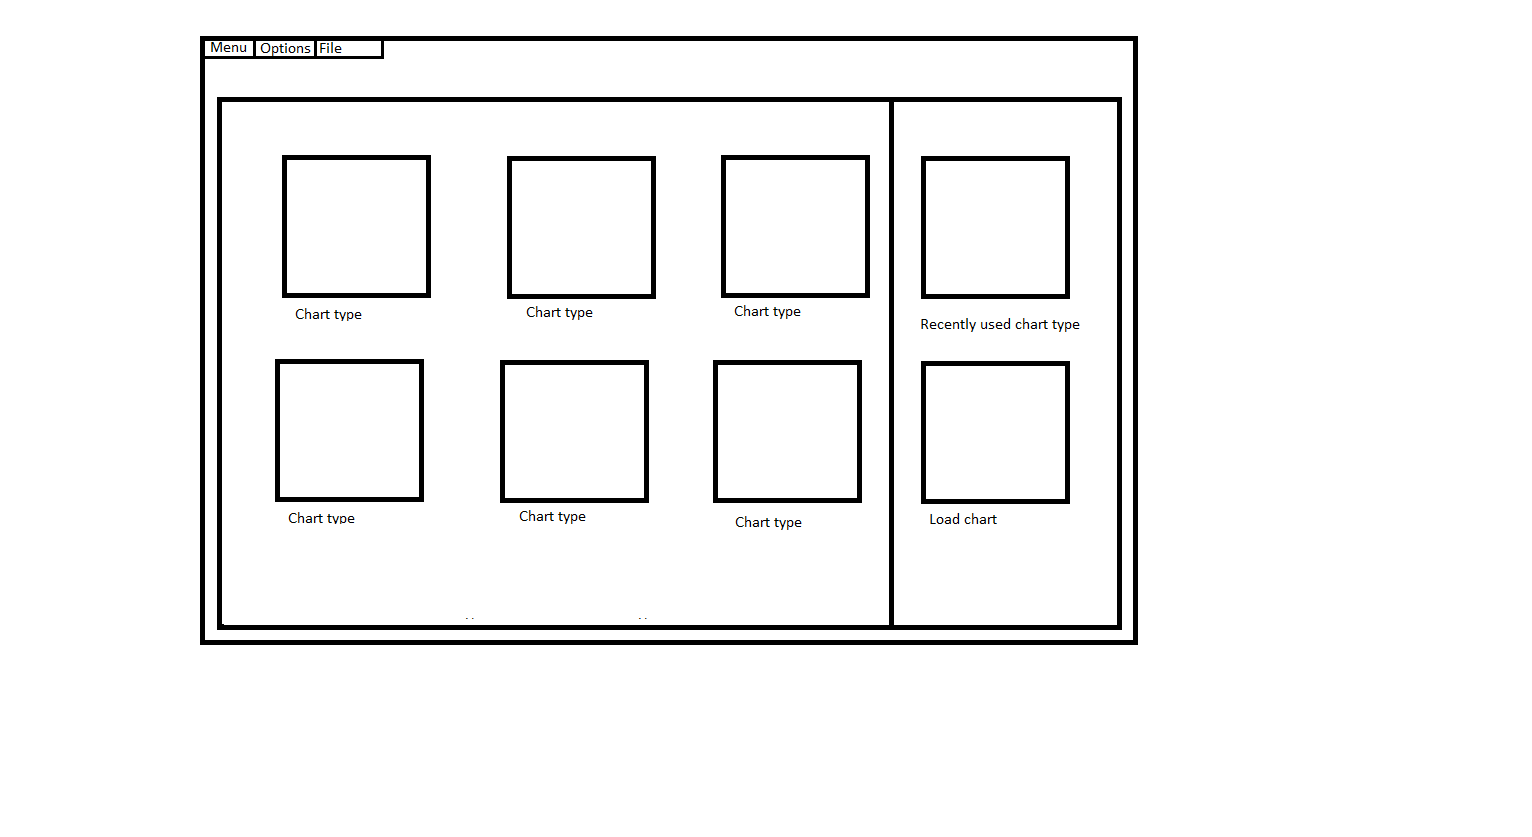 Menu Options File
Chart type Chart type Chart type
Recently used chart type
Chart type Chart type Chart type Load chart